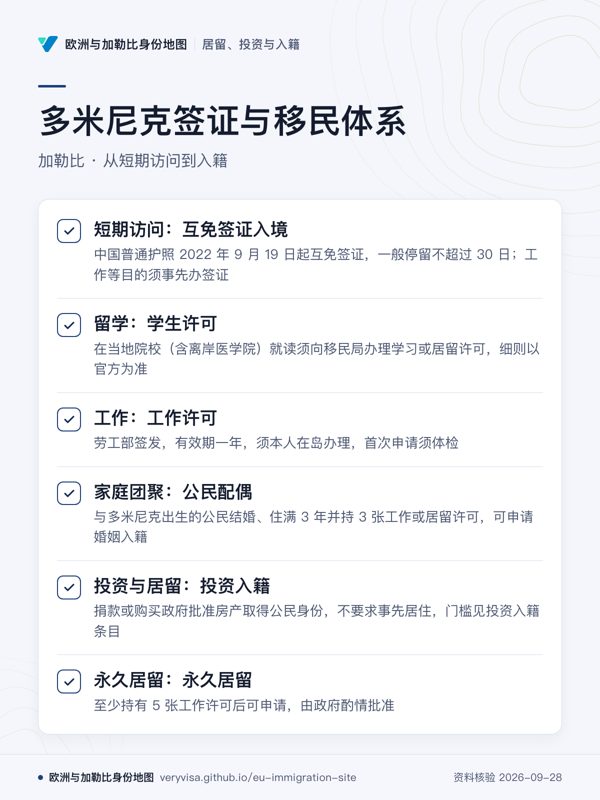 欧洲与加勒比身份地图 居留、投资与入籍
多米尼克签证与移民体系
加勒比 · 从短期访问到入籍
短期访问：互免签证入境
中国普通护照 2022 年 9 月 19 日起互免签证，一般停留不超过 30 日；工
作等目的须事先办签证
留学：学生许可
在当地院校（含离岸医学院）就读须向移民局办理学习或居留许可，细则以
官方为准
工作：工作许可
劳工部签发，有效期一年，须本人在岛办理，首次申请须体检
家庭团聚：公民配偶
与多米尼克出生的公民结婚、住满 3 年并持 3 张工作或居留许可，可申请
婚姻入籍
投资与居留：投资入籍
捐款或购买政府批准房产取得公民身份，不要求事先居住，门槛见投资入籍
条目
永久居留：永久居留
至少持有 5 张工作许可后可申请，由政府酌情批准
欧洲与加勒比身份地图 veryvisa.github.io/eu-immigration-site 资料核验 2026-09-28